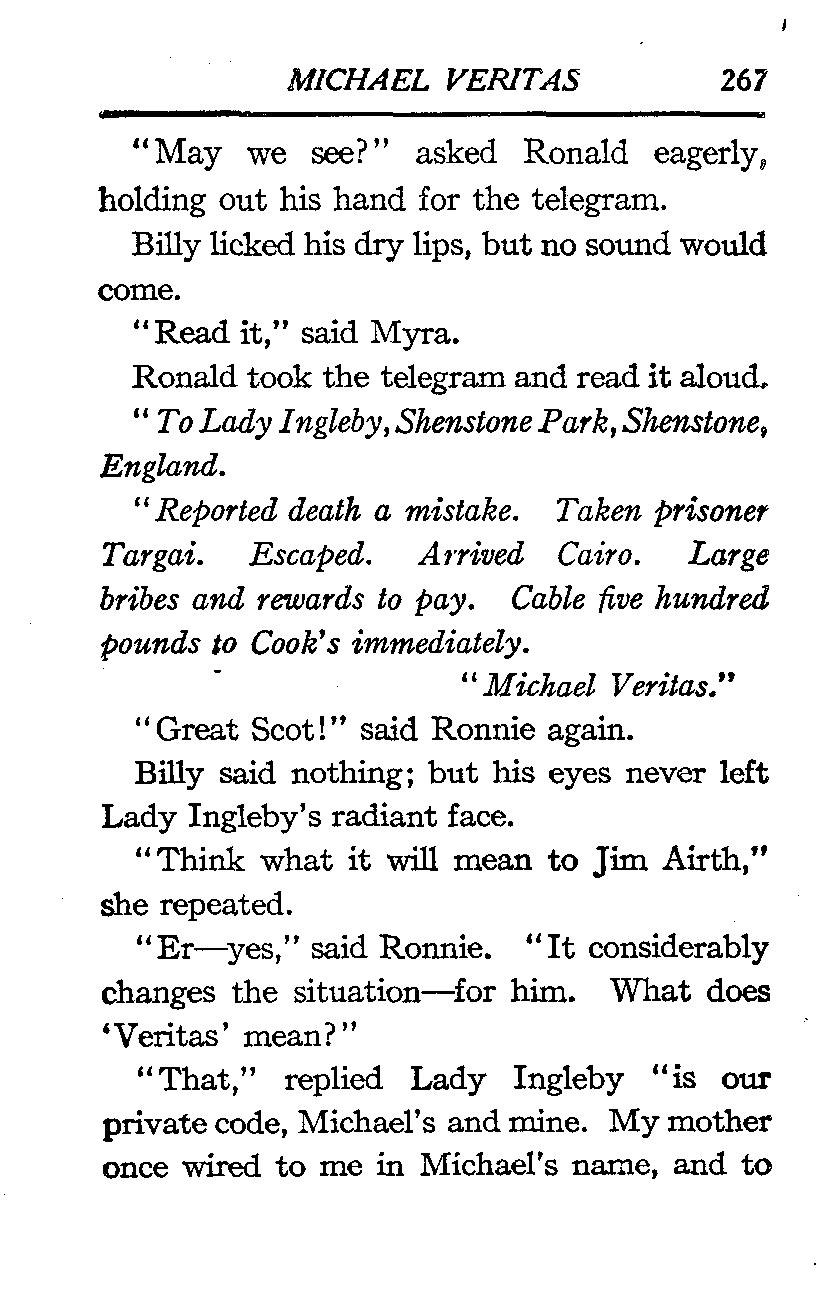 MICHAEL VERITAS 267
“May we see?” asked Ronald eagerly,
holding out his hand for the telegram.
Billy licked his dry lips, but no sound would
come.
“Read it,” said Myra.
Ronald took the telegram and read it aloud.
“To Lady Ingleby, Shenstone Park, Shenstone,
England.
“Reported death a mistake. Taken prisoner
Targai. Escaped. Arrived Cairo. Large
bribes and rewards to pay. Cable five hundred
pounds to Cook’s immediately.
“Michael Veritas.”
“Great Scot!” said Ronnie again.
Billy said nothing; but his eyes never left
Lady Ingleby’s radiant face.
“Think what it will mean to Jim Airth,”
she repeated.
“Er—yes,” said Ronnie. “It considerably
changes the situation—for him. What does
‘Veritas’ mean?”
“That,” replied Lady Ingleby “is our
private code, Michael’s and mine. My mother
once wired to me in Michael’s name, and to